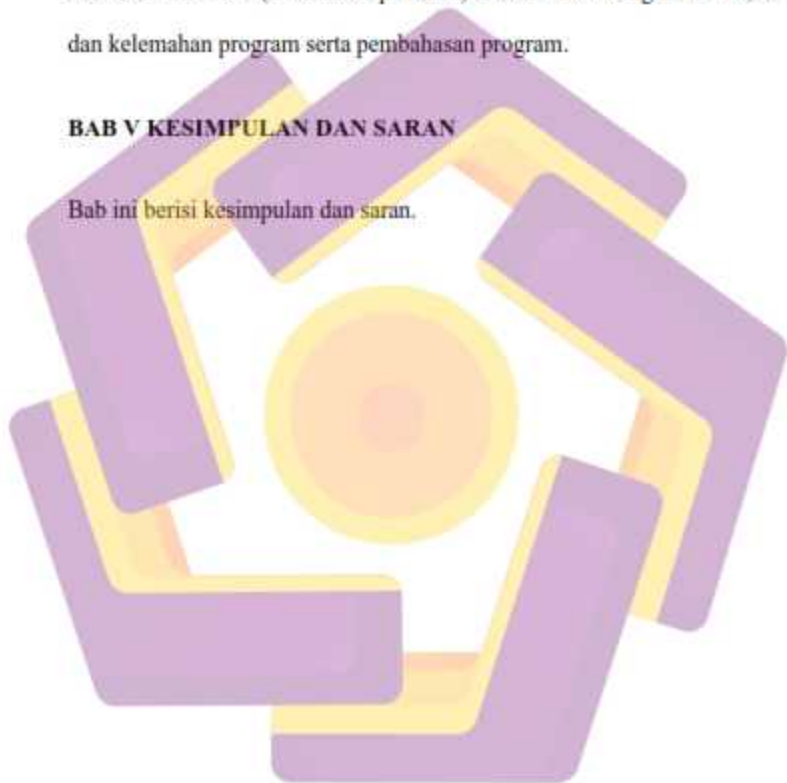 dan kelemahan program serta pembahasan program.
BAB V KESIMPULAN DAN SARAN
Bab ini berisi kesimpulan dan saran.